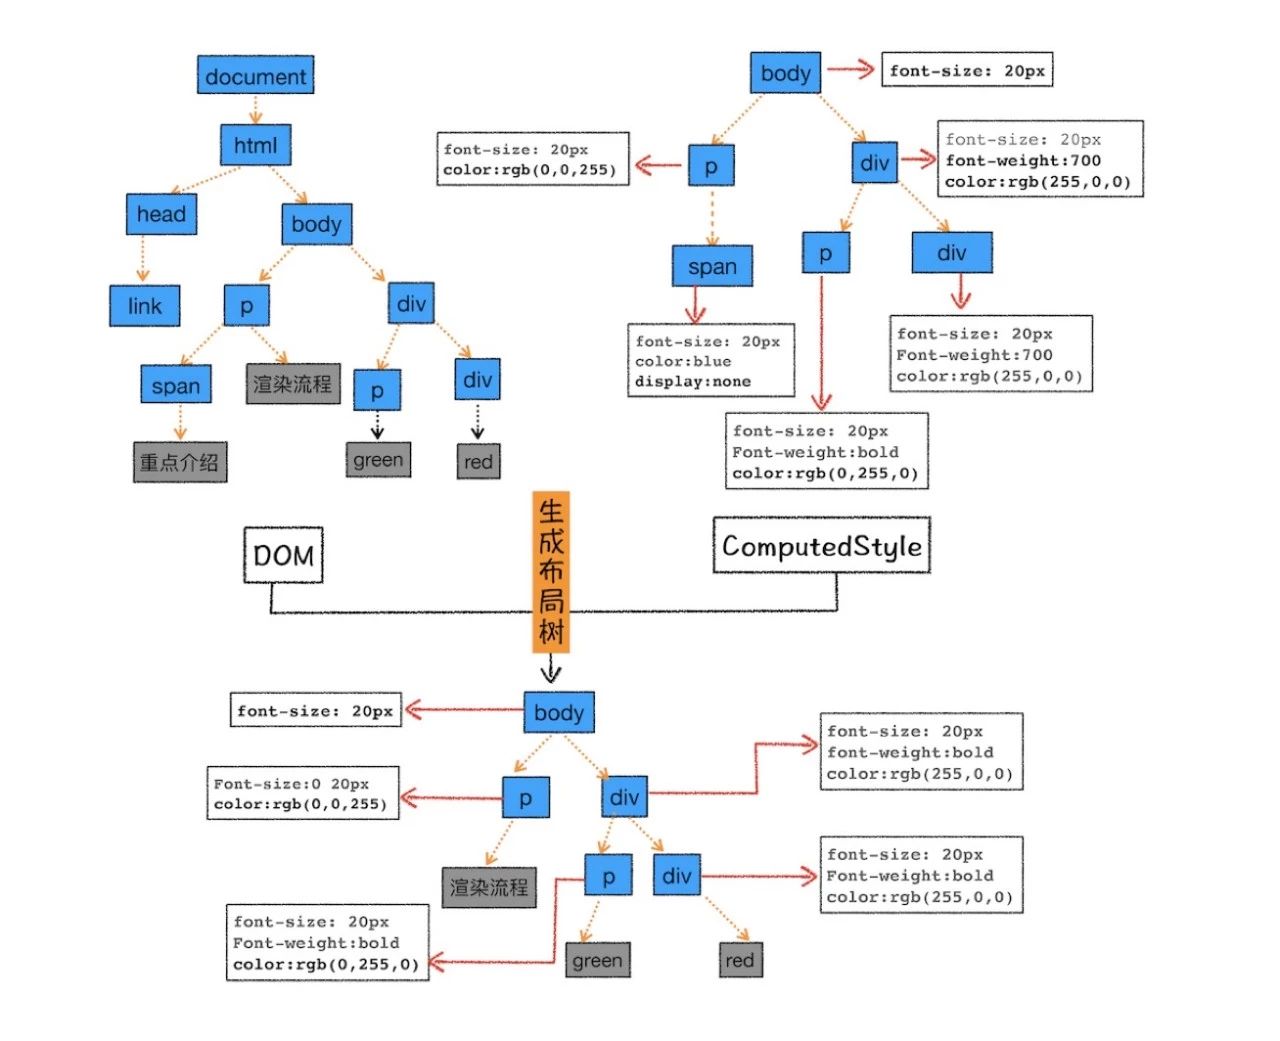 document
html
head
body
link
p
div
span
渲染流程
p
div
重点介绍
green
red
body
font-size: 20px
font-size: 20px
color:rgb(0,0,255)
p
div
font-size: 20px
font-weight:700
color:rgb(255,0,0)
span
p
div
font-size: 20px
color:blue
display:none
font-size: 20px
Font-weight:700
color:rgb(255,0,0)
font-size: 20px
Font-weight:bold
color:rgb(0,255,0)
DOM
生成布局树
ComputedStyle
font-size: 20px
body
font-size: 20px
font-weight:bold
color:rgb(255,0,0)
Font-size:0 20px
color:rgb(0,0,255)
p
div
渲染流程
p
div
font-size: 20px
Font-weight:bold
color:rgb(255,0,0)
font-size: 20px
Font-weight:bold
color:rgb(0,255,0)
green
red